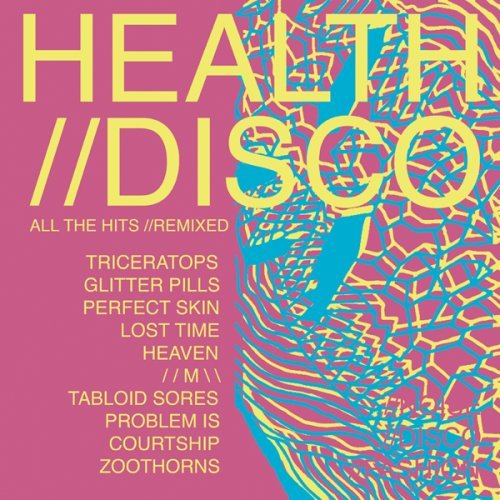 HEALTH
//DISCO
ALL THE HITS //REMIXED
TRICERATOPS
GLITTER PILLS
PERFECT SKIN
LOST TIME
HEAVEN
/ / M \ \
TABLOID SORES
PROBLEM IS
COURTSHIP
ZOOTHORNS
//DISCO